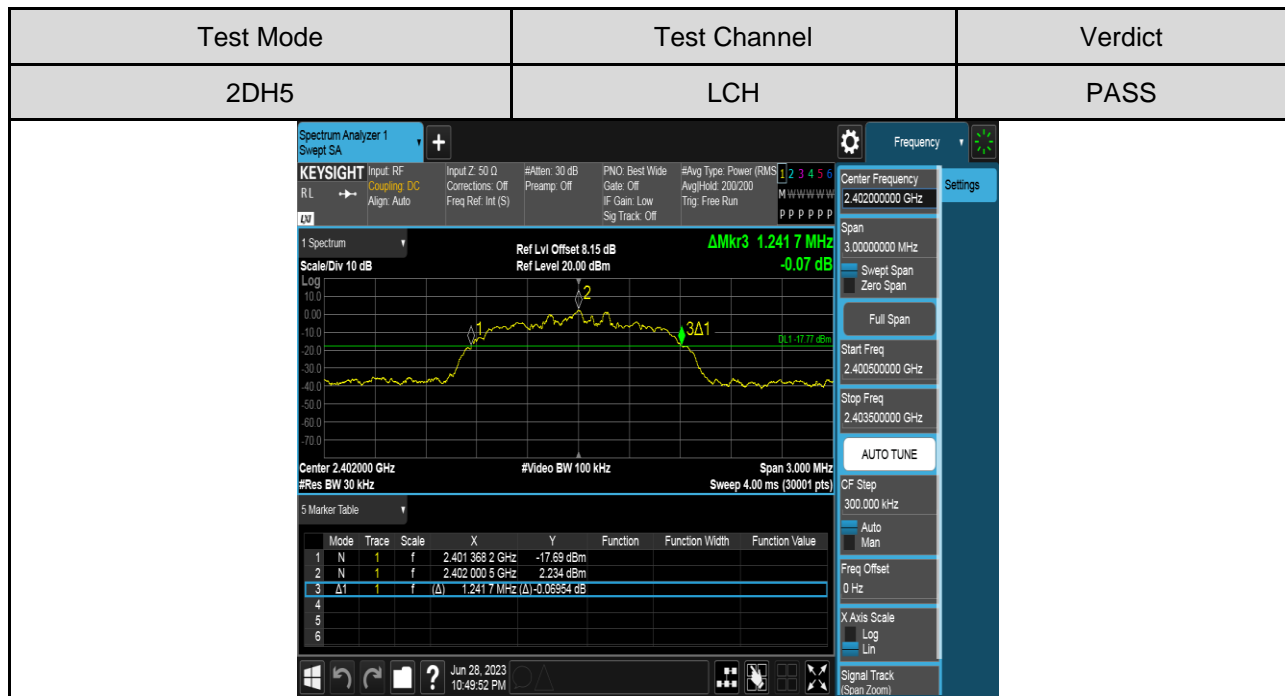 Test Mode Test Channel Verdict
2DH5 LCH PASS
Spectrum Analyzer 1
Swept SA
+
Frequency
KEYSIGHT Input: RF Input Z: 50 Ω #Atten: 30 dB PNO: Best Wide #Avg Type: Power (RMS 1 2 3 4 5 6
RL Coupling: DC Corrections: Off Preamp: Off Gate: Off Avg|Hold: 200/200 M W W W W W
Align: Auto Freq Ref: Int (S) IF Gain: Low Trig: Free Run
LXI Sig Track: Off P P P P P P
1 Spectrum
Ref Lvl Offset 8.15 dB ΔMkr3 1.241 7 MHz
Scale/Div 10 dB Ref Level 20.00 dBm -0.07 dB
Log
10.0
0.00
-10.0
-20.0
-30.0
-40.0
-50.0
-60.0
-70.0
1
2
3Δ1
DL1 -17.77 dBm
Center 2.402000 GHz #Video BW 100 kHz Span 3.000 MHz
#Res BW 30 kHz Sweep 4.00 ms (30001 pts)
5 Marker Table
Mode Trace Scale X Y Function Function Width Function Value
1 N 1 f 2.401 368 2 GHz -17.69 dBm
2 N 1 f 2.402 000 5 GHz 2.234 dBm
3 Δ1 1 f (Δ) 1.241 7 MHz (Δ) -0.06954 dB
4
5
6
?
Jun 28, 2023
10:49:52 PM
Center Frequency
2.402000000 GHz
Settings
Span
3.00000000 MHz
Swept Span
Zero Span
Full Span
Start Freq
2.400500000 GHz
Stop Freq
2.403500000 GHz
AUTO TUNE
CF Step
300.000 kHz
Auto
Man
Freq Offset
0 Hz
X Axis Scale
Log
Lin
Signal Track
(Span Zoom)